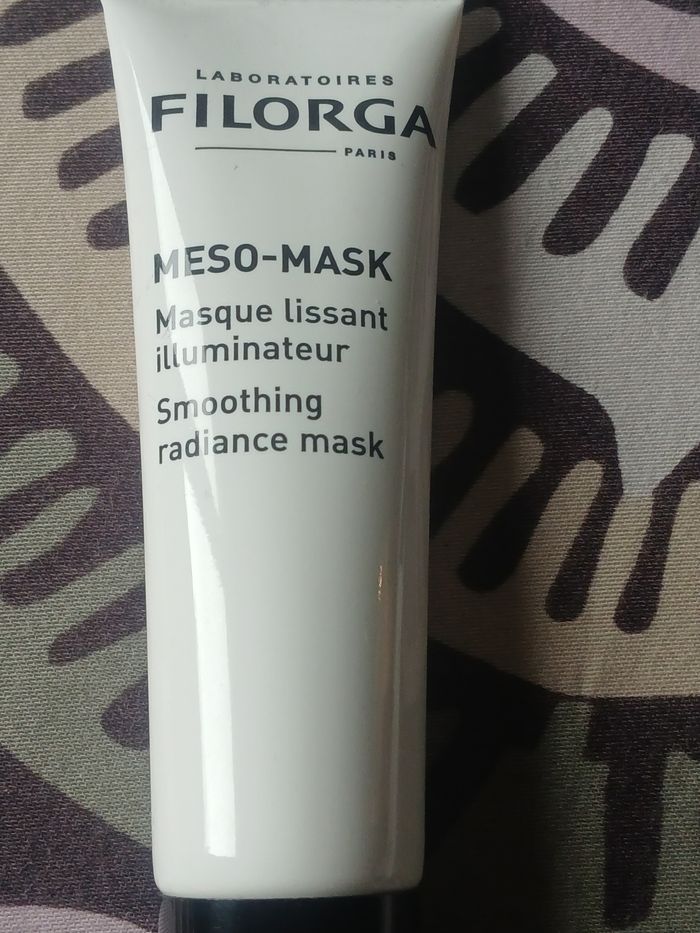 LABORATOIRES
FILORGA
PARIS
MESO-MASK
Masque lissant
illuminateur
Smoothing
radiance mask